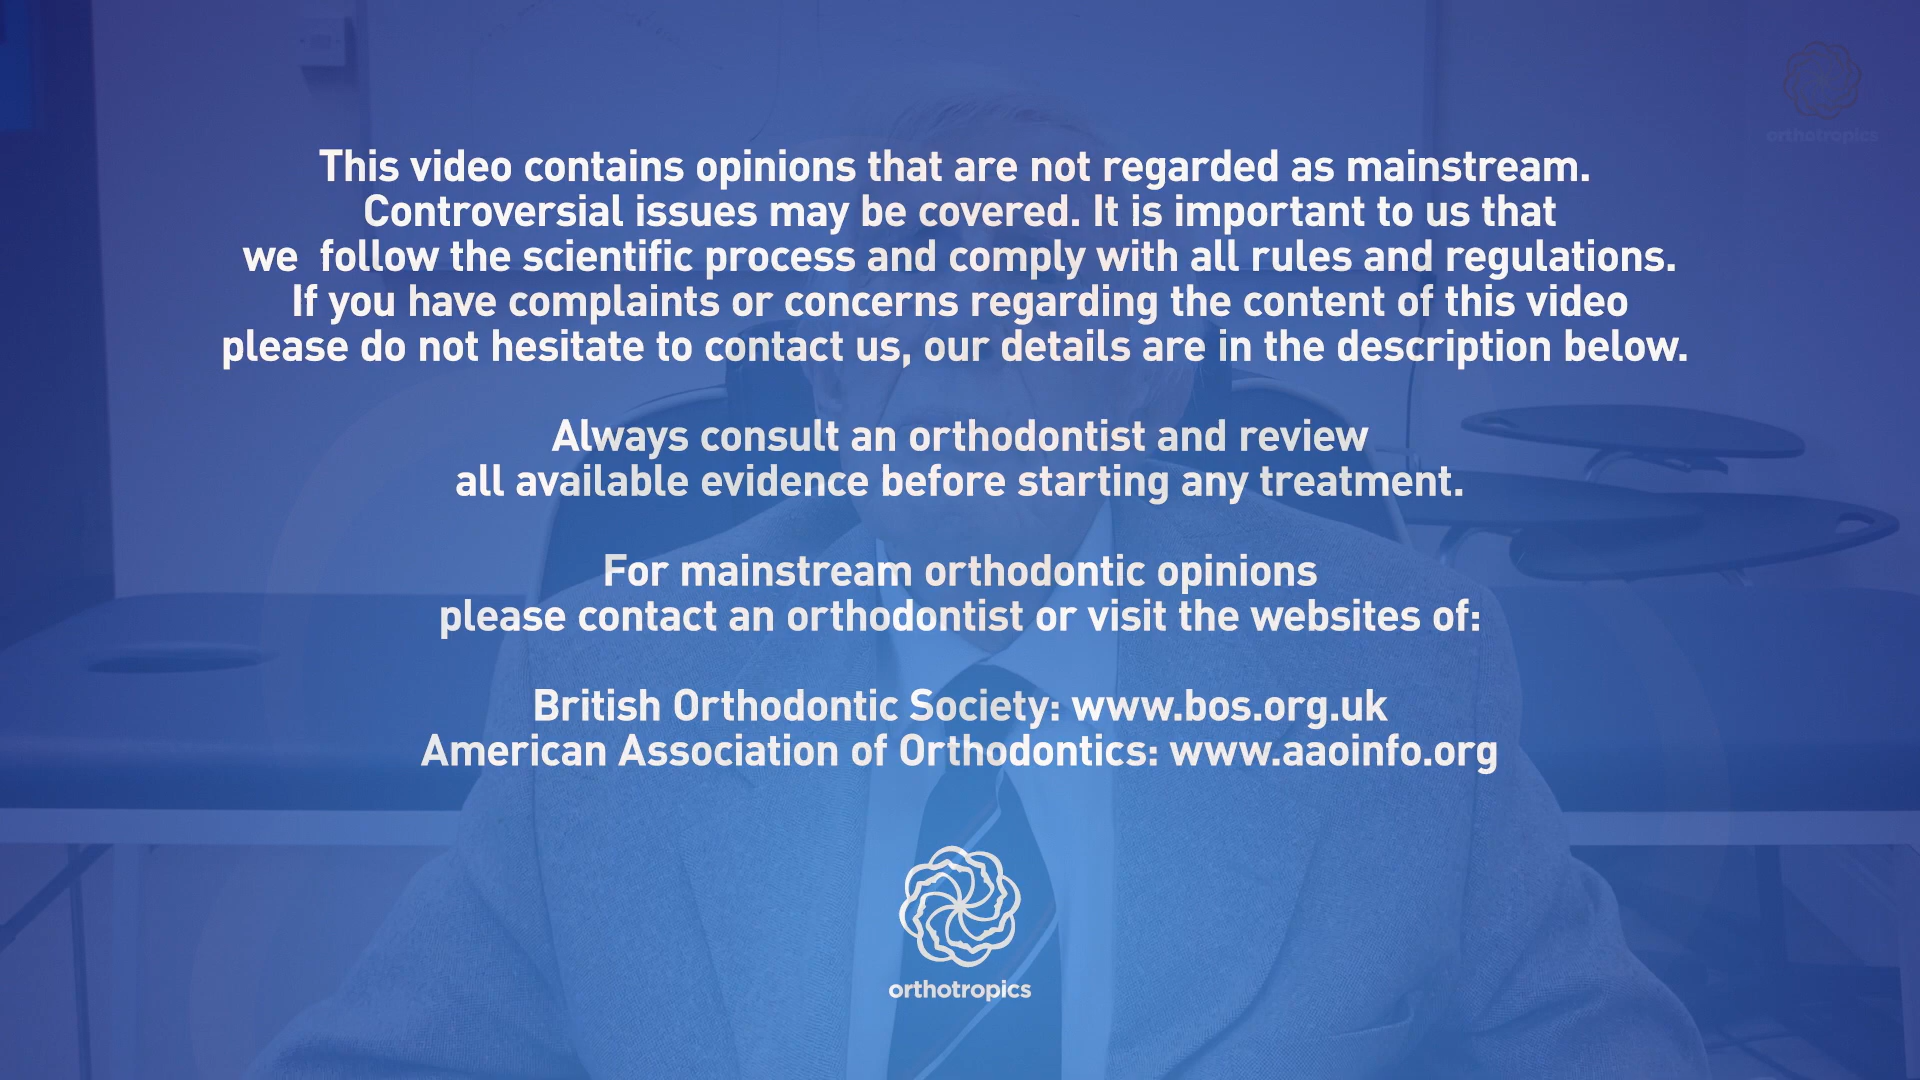 orthotropics
This video contains opinions that are not regarded as mainstream.
Controversial issues may be covered. It is important to us that
we  follow the scientific process and comply with all rules and regulations.
If you have complaints or concerns regarding the content of this video
please do not hesitate to contact us, our details are in the description below.
Always consult an orthodontist and review
all available evidence before starting any treatment.
For mainstream orthodontic opinions
please contact an orthodontist or visit the websites of:
British Orthodontic Society: www.bos.org.uk
American Association of Orthodontics: www.aaoinfo.org
orthotropics